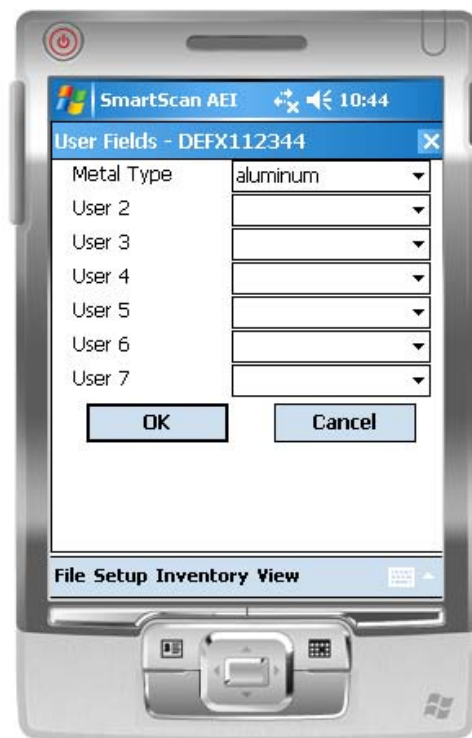 SmartScan AEI 10:44
User Fields - DEFX112344
Metal Type aluminum
User 2
User 3
User 4
User 5
User 6
User 7
OK Cancel
File Setup Inventory View